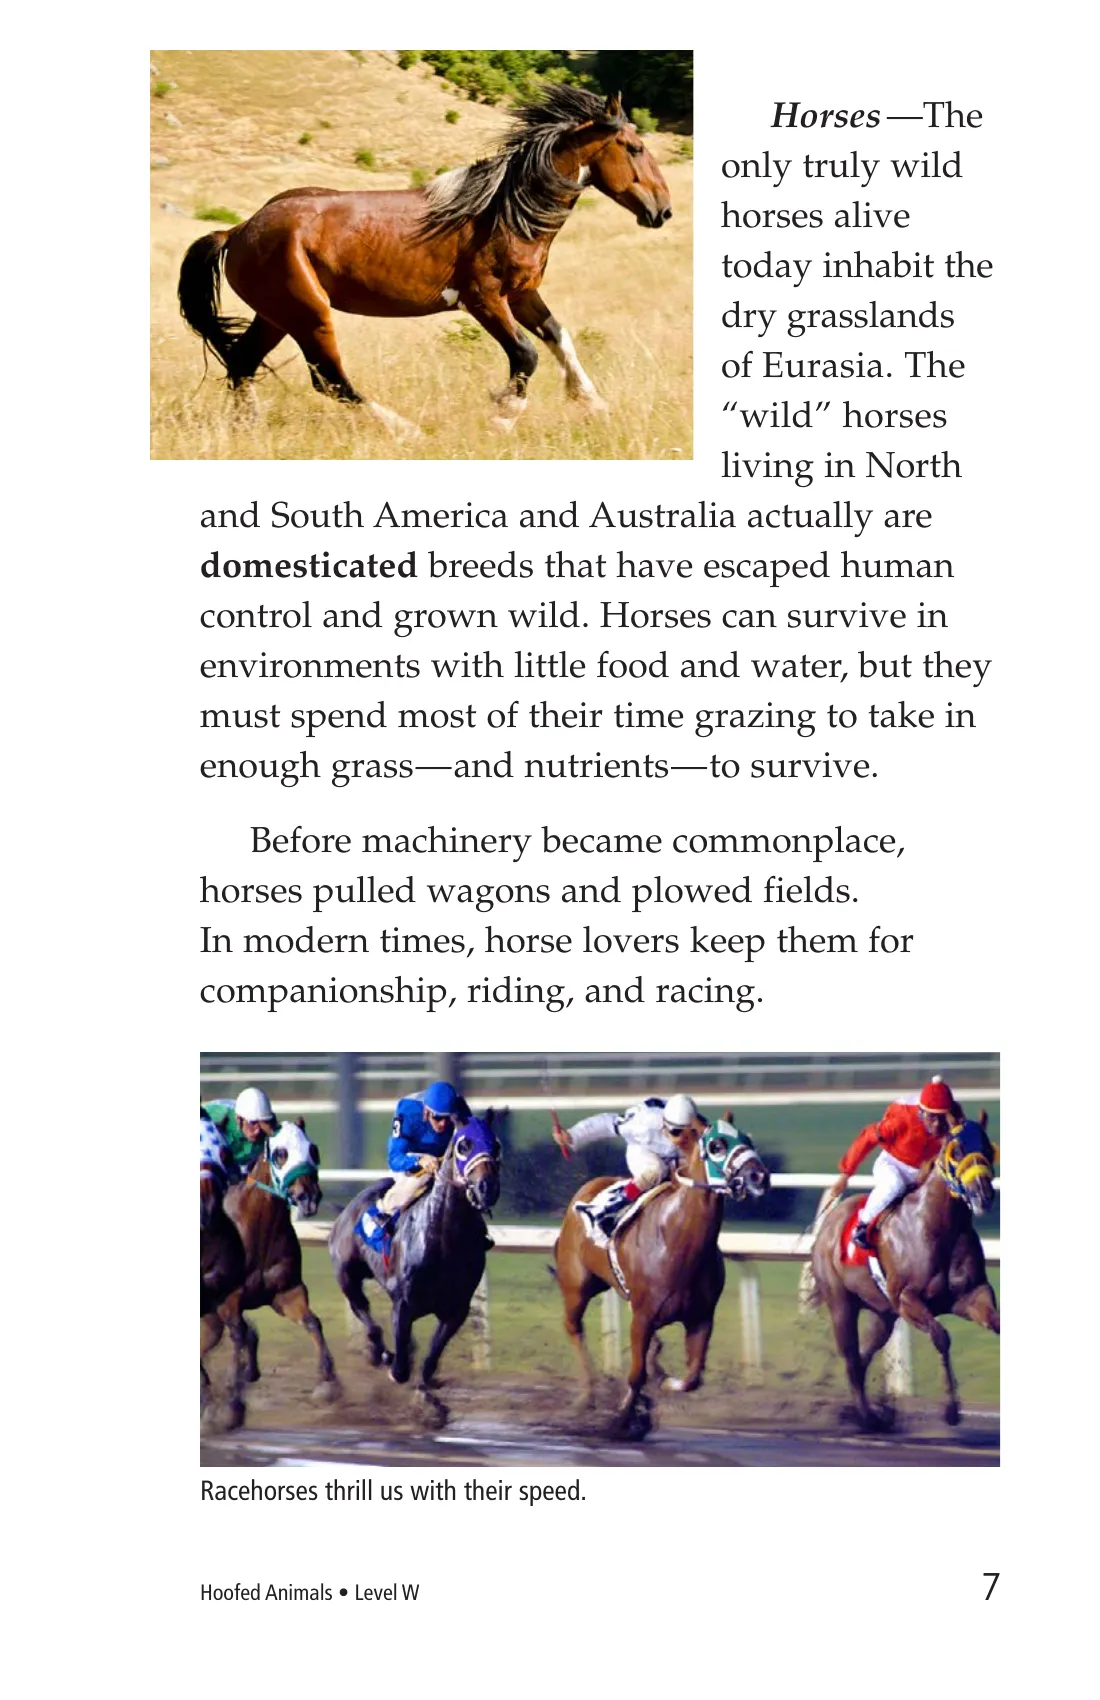 Horses—The
only truly wild
horses alive
today inhabit the
dry grasslands
of Eurasia. The
“wild” horses
living in North
and South America and Australia actually are
domesticated breeds that have escaped human
control and grown wild. Horses can survive in
environments with little food and water, but they
must spend most of their time grazing to take in
enough grass—and nutrients—to survive.
Before machinery became commonplace,
horses pulled wagons and plowed fields.
In modern times, horse lovers keep them for
companionship, riding, and racing.
3
Racehorses thrill us with their speed.
Hoofed Animals • Level W
7